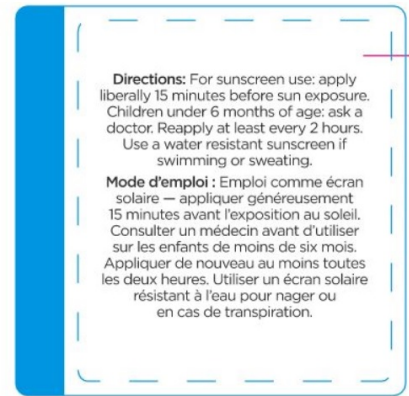 Directions: For sunscreen use: apply
liberally 15 minutes before sun exposure.
Children under 6 months of age: ask a
doctor. Reapply at least every 2 hours.
Use a water resistant sunscreen if
swimming or sweating.
Mode d'emploi : Emploi comme écran
solaire — appliquer généreusement
15 minutes avant l'exposition au soleil.
Consulter un médecin avant d'utiliser
sur les enfants de moins de six mois.
Appliquer de nouveau au moins toutes
les deux heures. Utiliser un écran solaire
résistant à l'eau pour nager ou
en cas de transpiration.